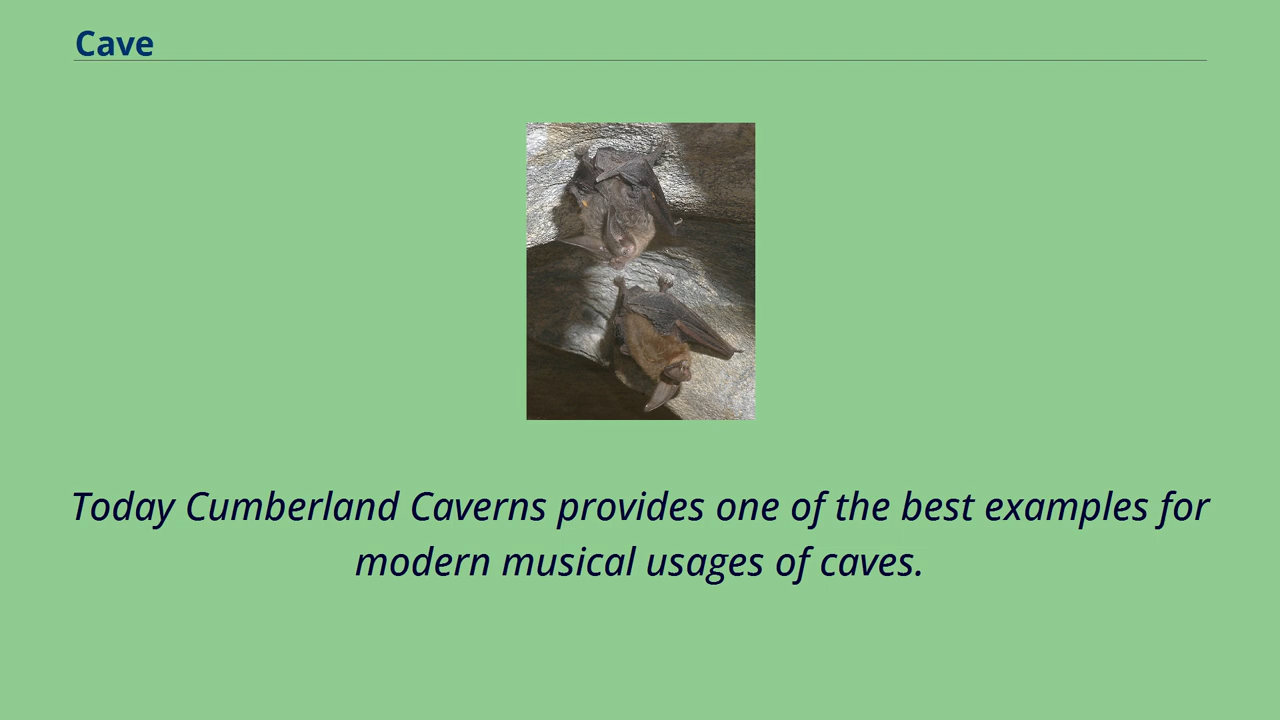 Cave
Today Cumberland Caverns provides one of the best examples for
modern musical usages of caves.